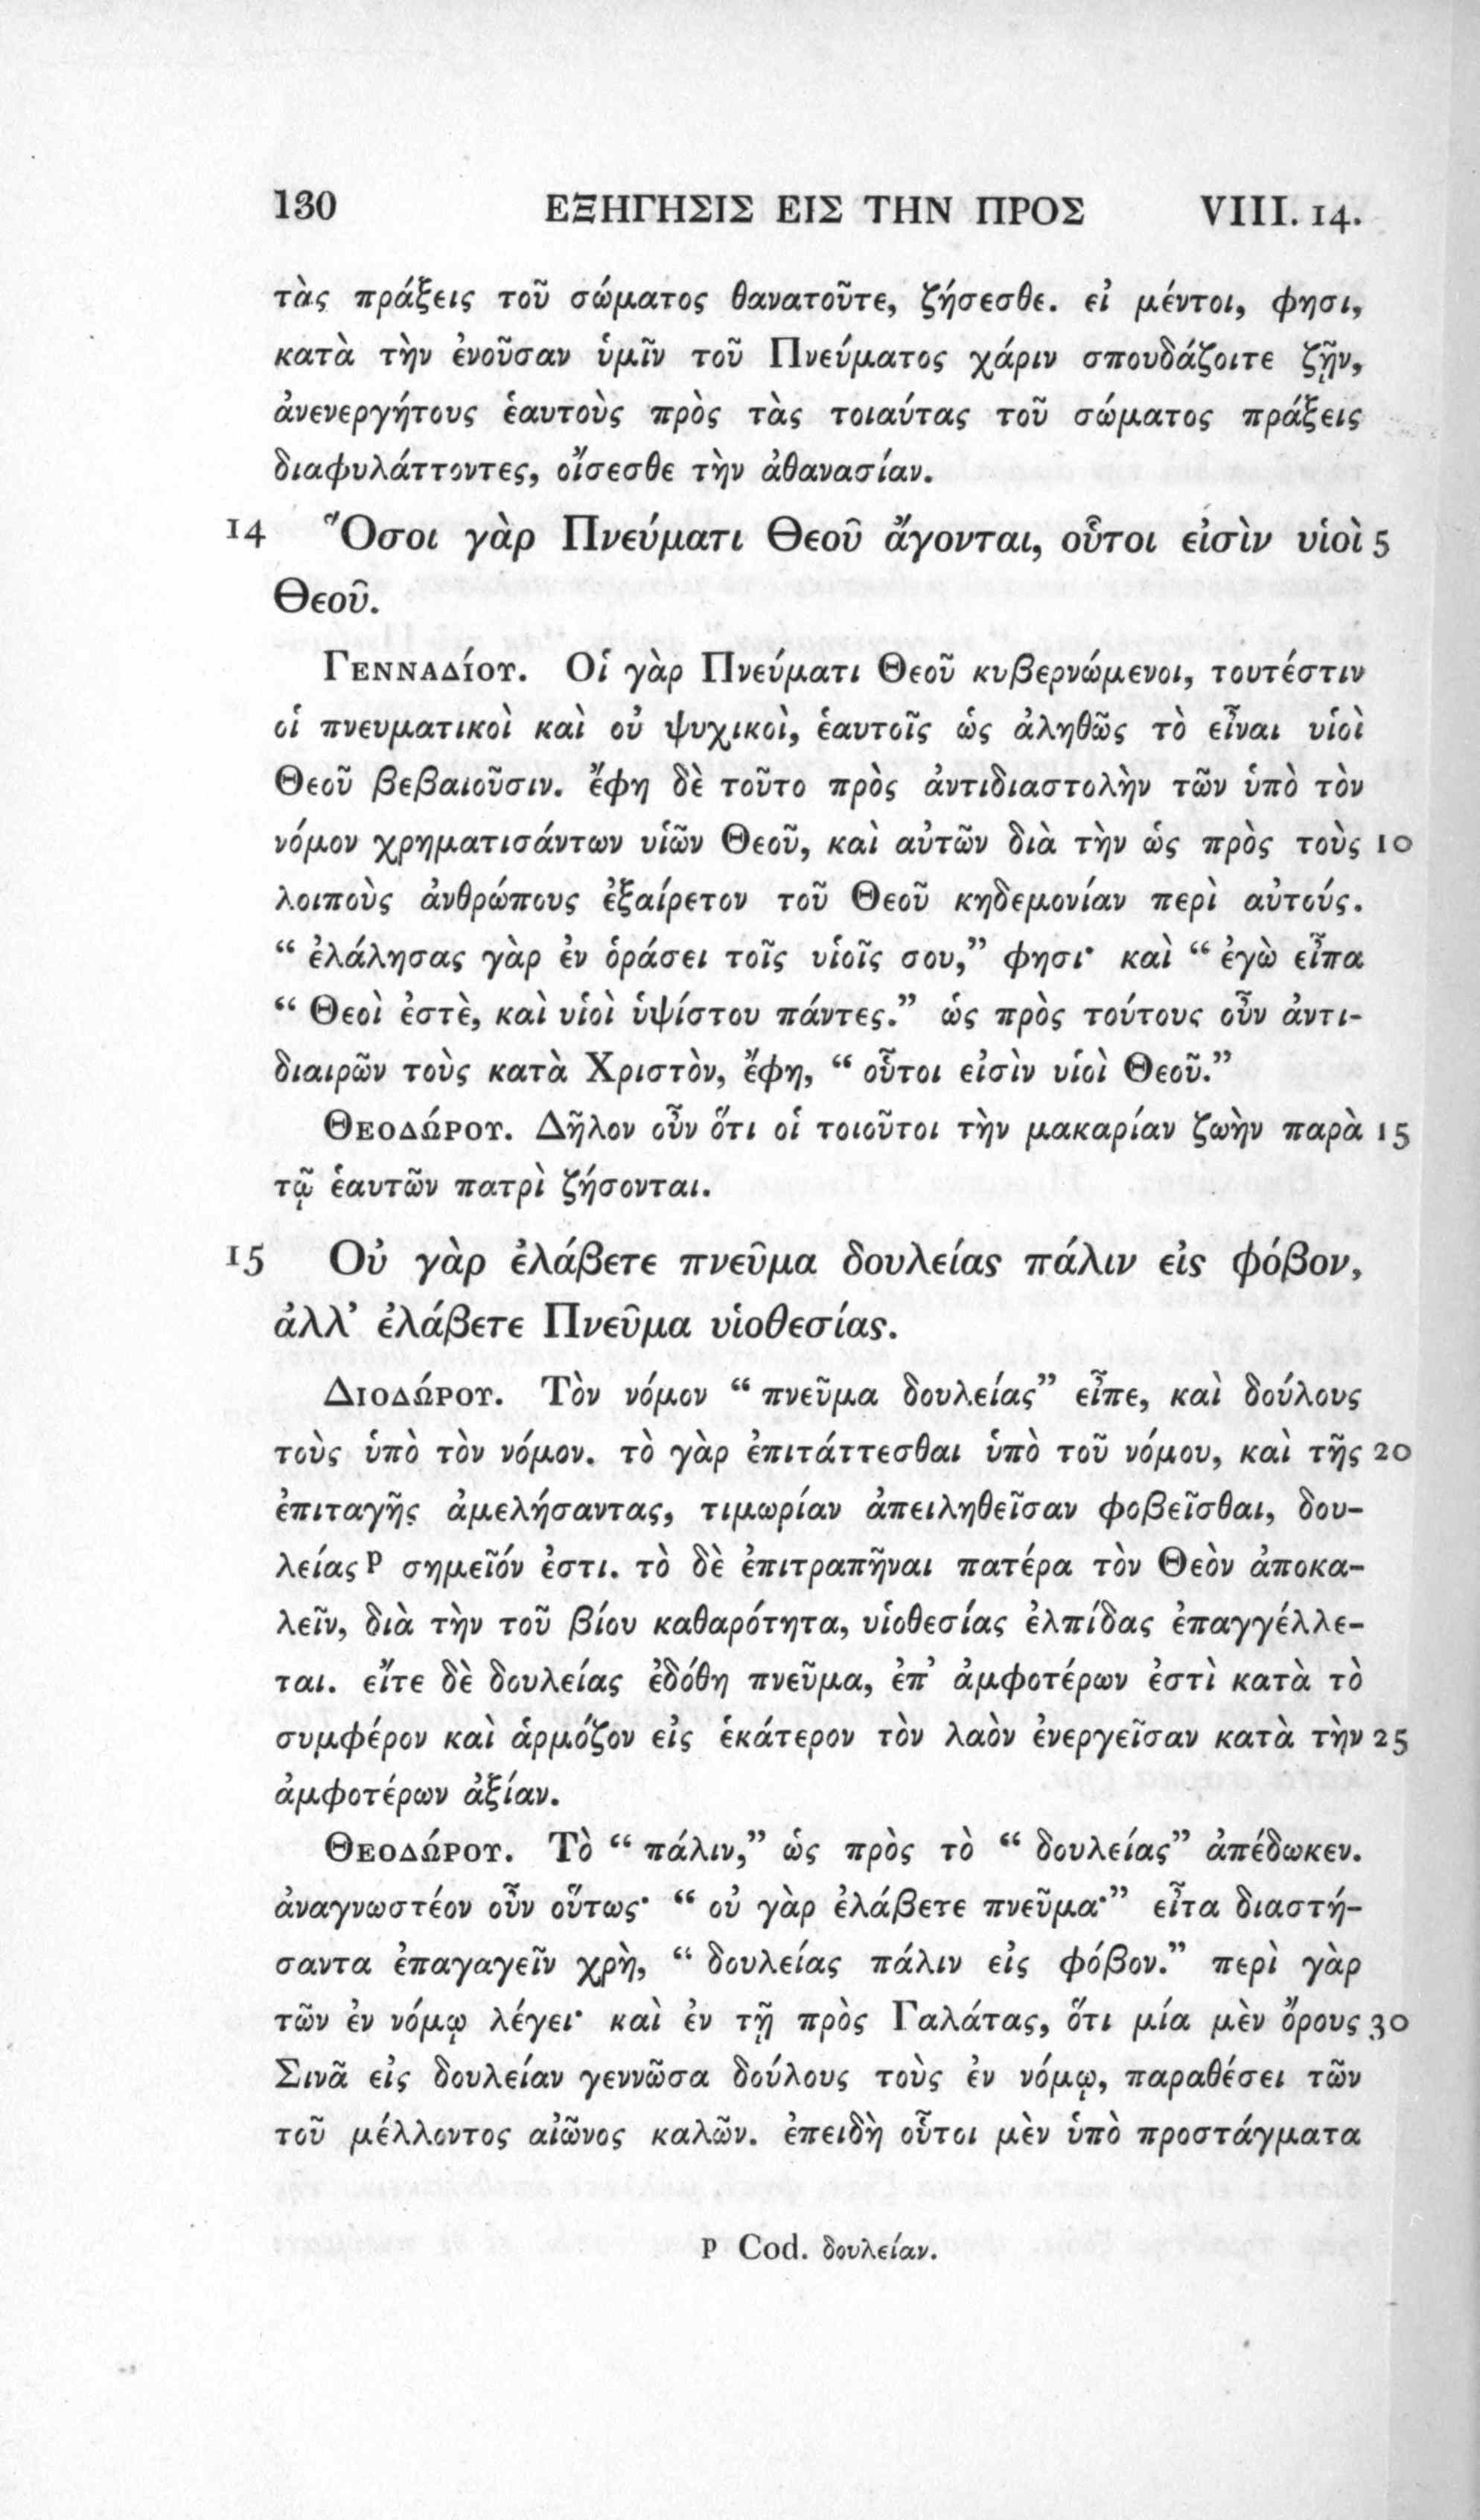 130 ΕΞΗΓΗΣΙΣ ΕΙΣ ΤΗΝ ΠΡΟΣ VIII. 14.
τὰς πράξεις τοῦ σώματος θανατοῦτε, ζήσεσθε. εἰ μέντοι, φησι,
κατὰ τὴν ἐνοῦσαν ὑμῖν τοῦ Πνεύματος χάριν σπουδάζοιτε ζῇν,
ἀνενεργήτους ἑαυτοὺς πρὸς τὰς τοιαύτας τοῦ σώματος πράξεις
διαφυλάττοντες, οἴσεσθε τὴν ἀθανασίαν.
14 Ὅσοι γὰρ Πνεύματι Θεοῦ ἄγονται, οὗτοι εἰσὶν υἱοὶ 5
Θεοῦ.
ΓΕΝΝΑΔΊΟΥ. Οἱ γὰρ Πνεύματι Θεοῦ κυβερνώμενοι, τουτέστιν
οἱ πνευματικοὶ καὶ οὐ ψυχικοὶ, ἑαυτοῖς ὡς ἀληθῶς τὸ εἶναι υἱοὶ
Θεοῦ βεβαιοῦσιν. ἔφη δὲ τοῦτο πρὸς ἀντιδιαστολὴν τῶν ὑπὸ τὸν
νόμον χρηματισάντων υἱῶν Θεοῦ, καὶ αὐτῶν διὰ τὴν ὡς πρὸς τοὺς 10
λοιποὺς ἀνθρώπους ἐξαίρετον τοῦ Θεοῦ κηδεμονίαν περὶ αὐτούς.
“ ἐλάλησας γὰρ ἐν ὁράσει τοῖς υἱοῖς σου,” φησι· καὶ “ ἐγὼ εἶπα
“ Θεοὶ ἐστὲ, καὶ υἱοὶ ὑψίστου πάντες.” ὡς πρὸς τούτους οὖν ἀντι-
διαιρῶν τοὺς κατὰ Χριστὸν, ἔφη, “ οὗτοι εἰσὶν υἱοὶ Θεοῦ.”
ΘΕΟΔΏΡΟΥ. Δῆλον οὖν ὅτι οἱ τοιοῦτοι τὴν μακαρίαν ζωὴν παρὰ 15
τῷ ἑαυτῶν πατρὶ ζήσονται.
15 Οὐ γὰρ ἐλάβετε πνεῦμα δουλείας πάλιν εἰς φόβον,
ἀλλ’ ἐλάβετε Πνεῦμα υἱοθεσίας.
ΔΙΟΔΏΡΟΥ. Τὸν νόμον “ πνεῦμα δουλείας” εἶπε, καὶ δούλους
τοὺς ὑπὸ τὸν νόμον. τὸ γὰρ ἐπιτάττεσθαι ὑπὸ τοῦ νόμου, καὶ τῆς 20
ἐπιταγῆς ἀμελήσαντας, τιμωρίαν ἀπειληθεῖσαν φοβεῖσθαι, δου-
λείας p σημεῖόν ἐστι. τὸ δὲ ἐπιτραπῆναι πατέρα τὸν Θεὸν ἀποκα-
λεῖν, διὰ τὴν τοῦ βίου καθαρότητα, υἱοθεσίας ἐλπίδας ἐπαγγέλλε-
ται. εἴτε δὲ δουλείας ἐδόθη πνεῦμα, ἐπ’ ἀμφοτέρων ἐστὶ κατὰ τὸ
συμφέρον καὶ ἁρμόζον εἰς ἑκάτερον τὸν λαὸν ἐνεργεῖσαν κατὰ τὴν 25
ἀμφοτέρων ἀξίαν.
ΘΕΟΔΏΡΟΥ. Τὸ “ πάλιν,” ὡς πρὸς τὸ “ δουλείας” ἀπέδωκεν.
ἀναγνωστέον οὖν οὕτως· “ οὐ γὰρ ἐλάβετε πνεῦμα·” εἶτα διαστή-
σαντα ἐπαγαγεῖν χρὴ, “ δουλείας πάλιν εἰς φόβον.” περὶ γὰρ
τῶν ἐν νόμῳ λέγει· καὶ ἐν τῇ πρὸς Γαλάτας, ὅτι μία μὲν ὄρους 30
Σινᾶ εἰς δουλείαν γεννῶσα δούλους τοὺς ἐν νόμῳ, παραθέσει τῶν
τοῦ μέλλοντος αἰῶνος καλῶν. ἐπειδὴ οὗτοι μὲν ὑπὸ προστάγματα
p Cod. δουλείαν.